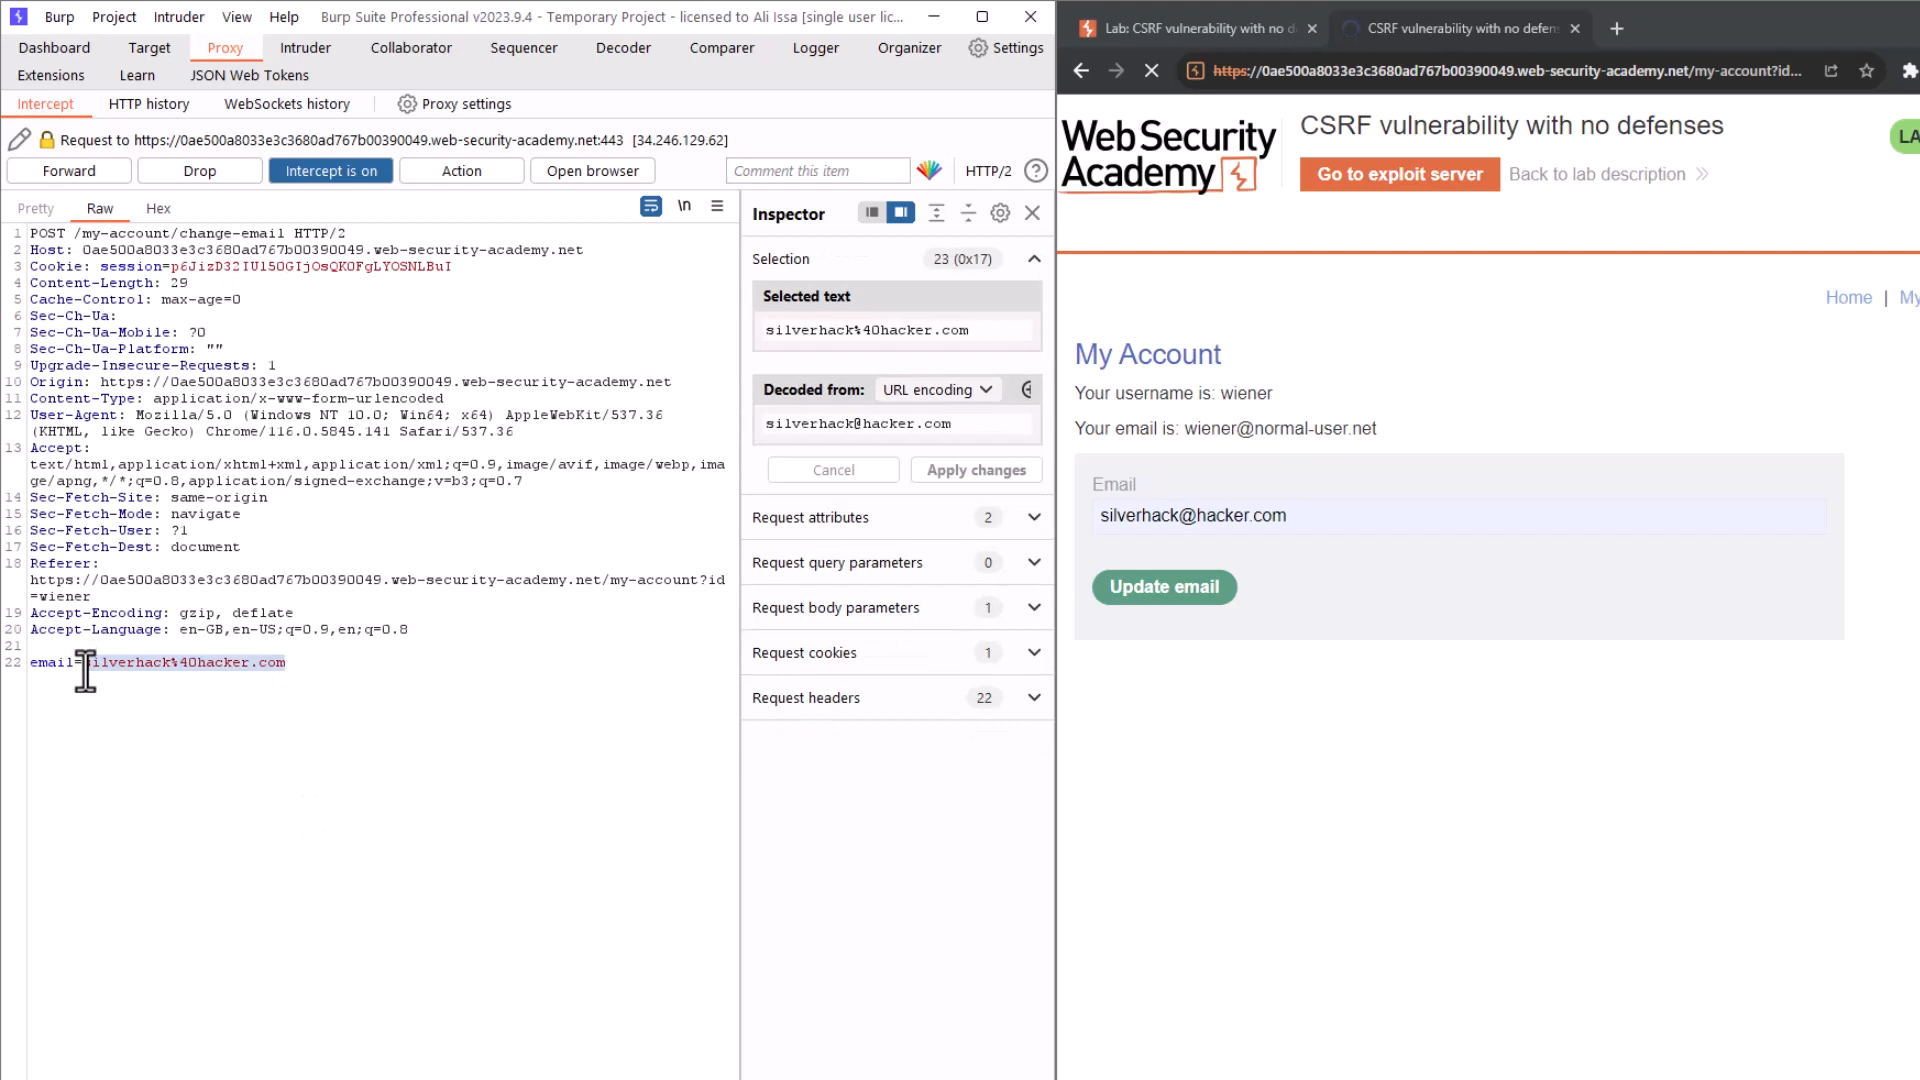 Burp Project Intruder View Help Burp Suite Professional v2023.9.4 - Temporary Project - licensed to Ali Issa [single user lic...
Dashboard Target Proxy Intruder Collaborator Sequencer Decoder Comparer Logger Organizer Settings
Extensions Learn JSON Web Tokens
Intercept HTTP history WebSockets history Proxy settings
Request to https://0ae500a8033e3c3680ad767b00390049.web-security-academy.net:443 [34.246.129.62]
Forward Drop Intercept is on Action Open browser Comment this item HTTP/2 ?
Pretty Raw Hex \n
1 POST /my-account/change-email HTTP/2
2 Host: 0ae500a8033e3c3680ad767b00390049.web-security-academy.net
3 Cookie: session=p6JizD32IU150GIjOsQK0FgLYOSNLBuI
4 Content-Length: 29
5 Cache-Control: max-age=0
6 Sec-Ch-Ua:
7 Sec-Ch-Ua-Mobile: ?0
8 Sec-Ch-Ua-Platform: ""
9 Upgrade-Insecure-Requests: 1
10 Origin: https://0ae500a8033e3c3680ad767b00390049.web-security-academy.net
11 Content-Type: application/x-www-form-urlencoded
12 User-Agent: Mozilla/5.0 (Windows NT 10.0; Win64; x64) AppleWebKit/537.36
(KHTML, like Gecko) Chrome/116.0.5845.141 Safari/537.36
13 Accept:
text/html,application/xhtml+xml,application/xml;q=0.9,image/avif,image/webp,ima
ge/apng,*/*;q=0.8,application/signed-exchange;v=b3;q=0.7
14 Sec-Fetch-Site: same-origin
15 Sec-Fetch-Mode: navigate
16 Sec-Fetch-User: ?1
17 Sec-Fetch-Dest: document
18 Referer:
https://0ae500a8033e3c3680ad767b00390049.web-security-academy.net/my-account?id
=wiener
19 Accept-Encoding: gzip, deflate
20 Accept-Language: en-GB,en-US;q=0.9,en;q=0.8
21
22 email=silverhack%40hacker.com
Inspector
Selection 23 (0x17)
Selected text
silverhack%40hacker.com
Decoded from: URL encoding
silverhack@hacker.com
Cancel Apply changes
Request attributes 2
Request query parameters 0
Request body parameters 1
Request cookies 1
Request headers 22
Lab: CSRF vulnerability with no d CSRF vulnerability with no defen
https://0ae500a8033e3c3680ad767b00390049.web-security-academy.net/my-account?id...
Web Security
Academy
CSRF vulnerability with no defenses
LA
Go to exploit server Back to lab description
Home | My
My Account
Your username is: wiener
Your email is: wiener@normal-user.net
Email
silverhack@hacker.com
Update email